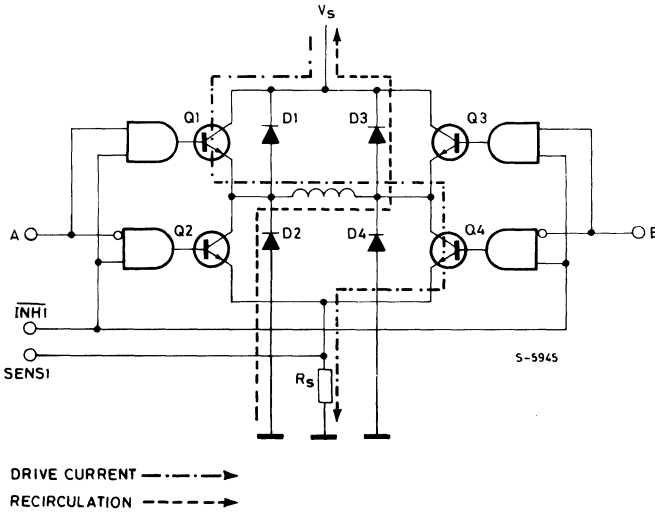 Vs
Q1
D1
D3
Q3
A
Q2
D2
D4
Q4
B
INH1
SENS1
Rs
S-5945
DRIVE CURRENT
RECIRCULATION